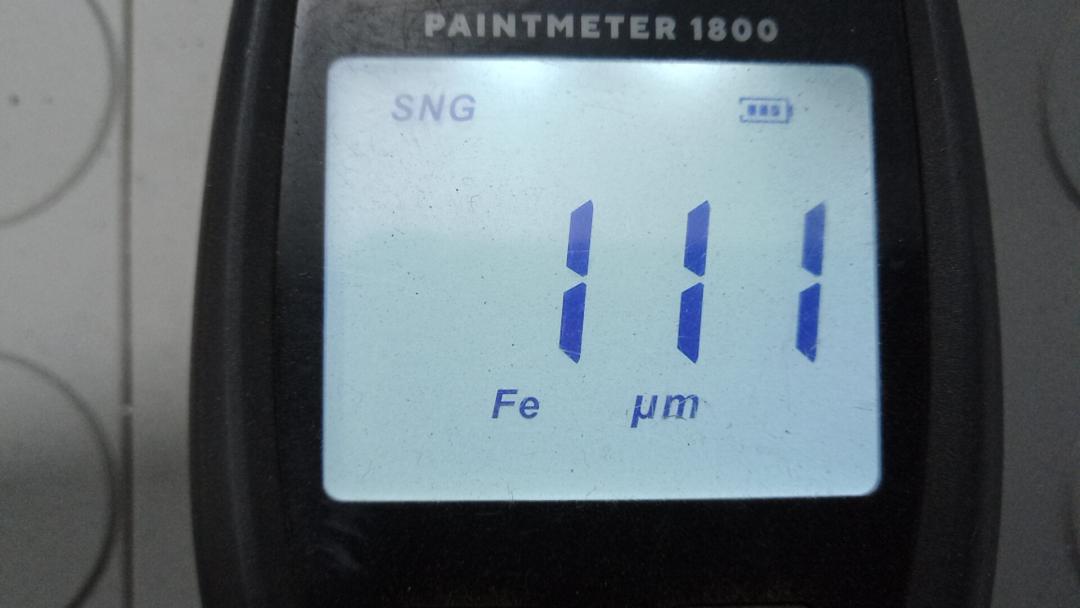 PAINTMETER 1800
SNG
111
Fe µm